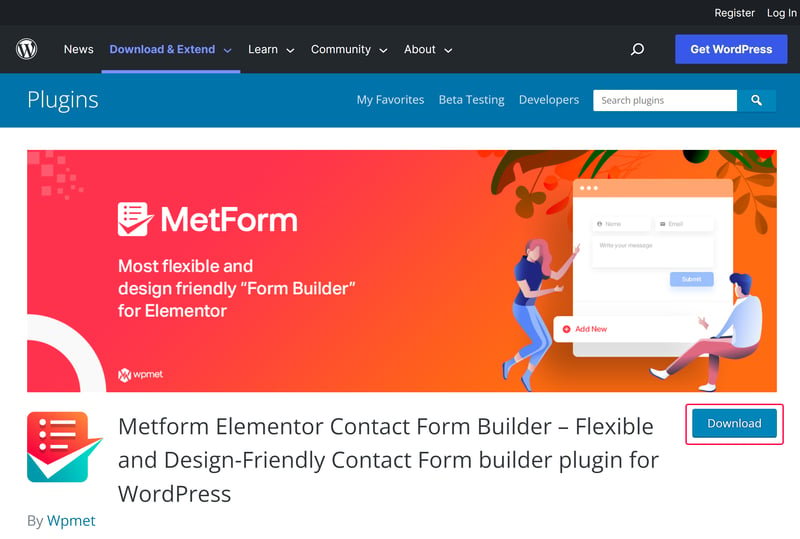 Register Log In
News Download & Extend Learn Community About Get WordPress
Plugins My Favorites Beta Testing Developers Search plugins
MetForm
Most flexible and
design friendly “Form Builder”
for Elementor
Name Email
Write your message
Submit
Add New
wpmet
Metform Elementor Contact Form Builder – Flexible
and Design-Friendly Contact Form builder plugin for
WordPress
Download
By Wpmet